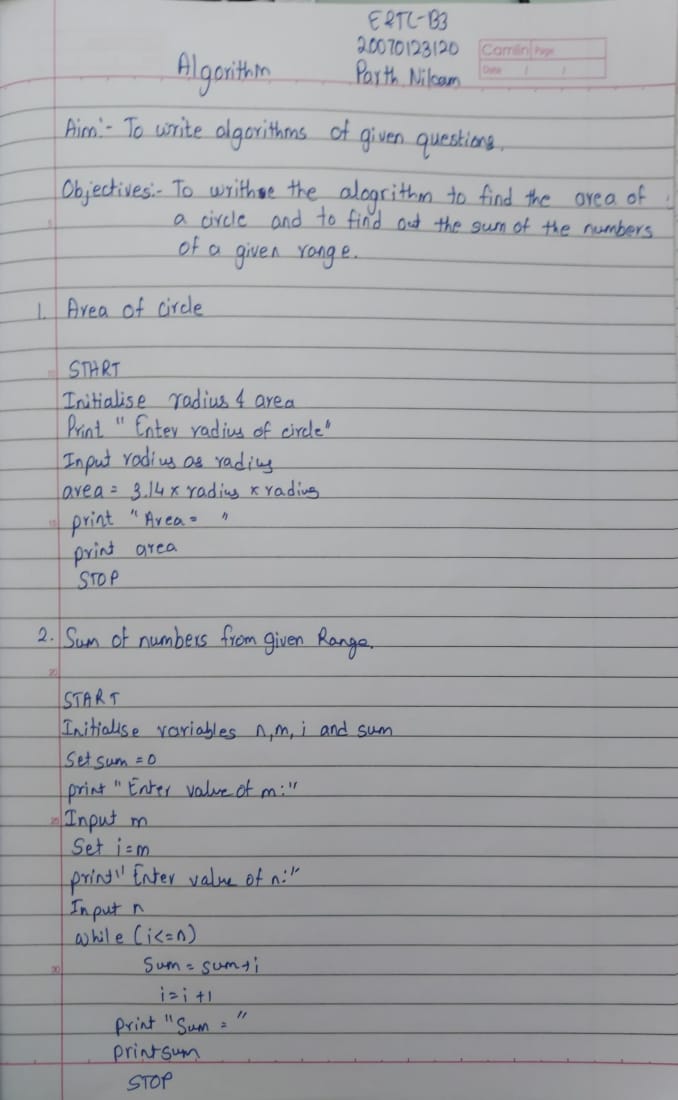 E&TC-B3
20070123120
Parth Nikam
Camlin Page
Date / /
Algorithm
Aim:- To write algorithms of given questions.
Objectives:- To writhe the alogrithm to find the area of
a circle and to find out the sum of the numbers
of a given range.
1. Area of circle
START
Initialise radius & area
Print " Enter radius of circle"
Input radius as radius
area = 3.14 x radius x radius
print "Area = "
print area
STOP
2. Sum of numbers from given Range.
START
Initialise variables n, m, i and sum
Set sum = 0
print " Enter value of m:"
Input m
Set i=m
print" Enter value of n:"
Input n
while (i<=n)
Sum = sum+i
i=i+1
print "Sum = "
print sum
STOP